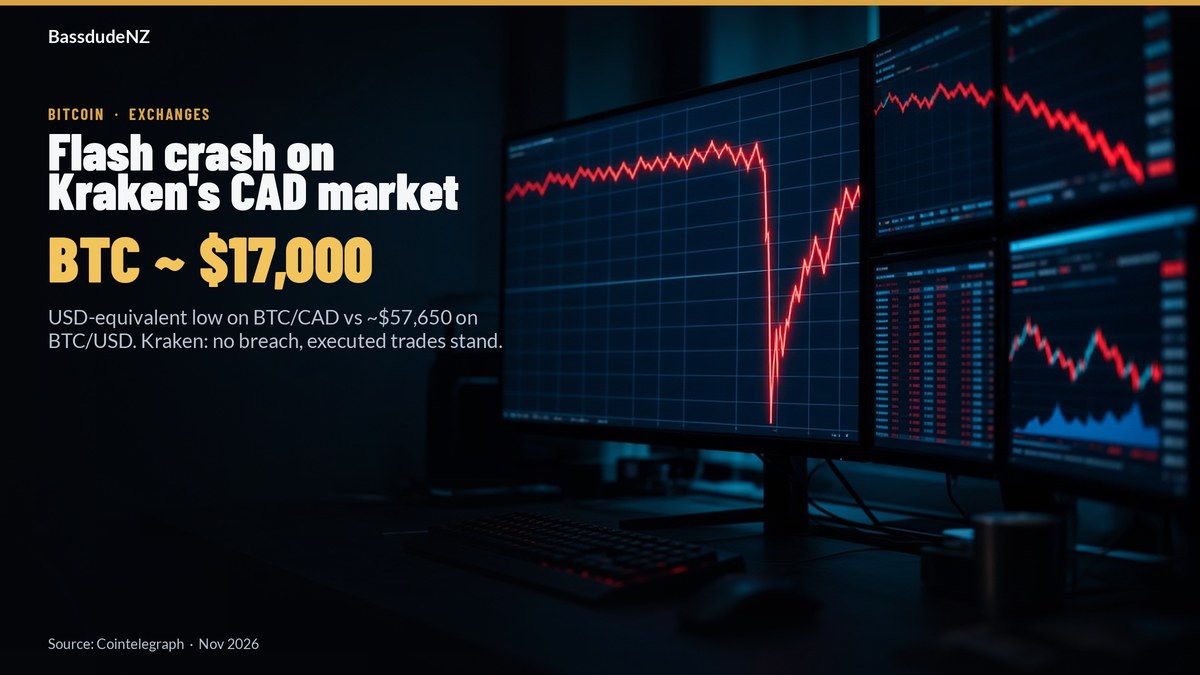 BassdudeNZ
BITCOIN · EXCHANGES
Flash crash on
Kraken's CAD market
BTC ~ $17,000
USD-equivalent low on BTC/CAD vs ~$57,650 on
BTC/USD. Kraken: no breach, executed trades stand.
Source: Cointelegraph · Nov 2026